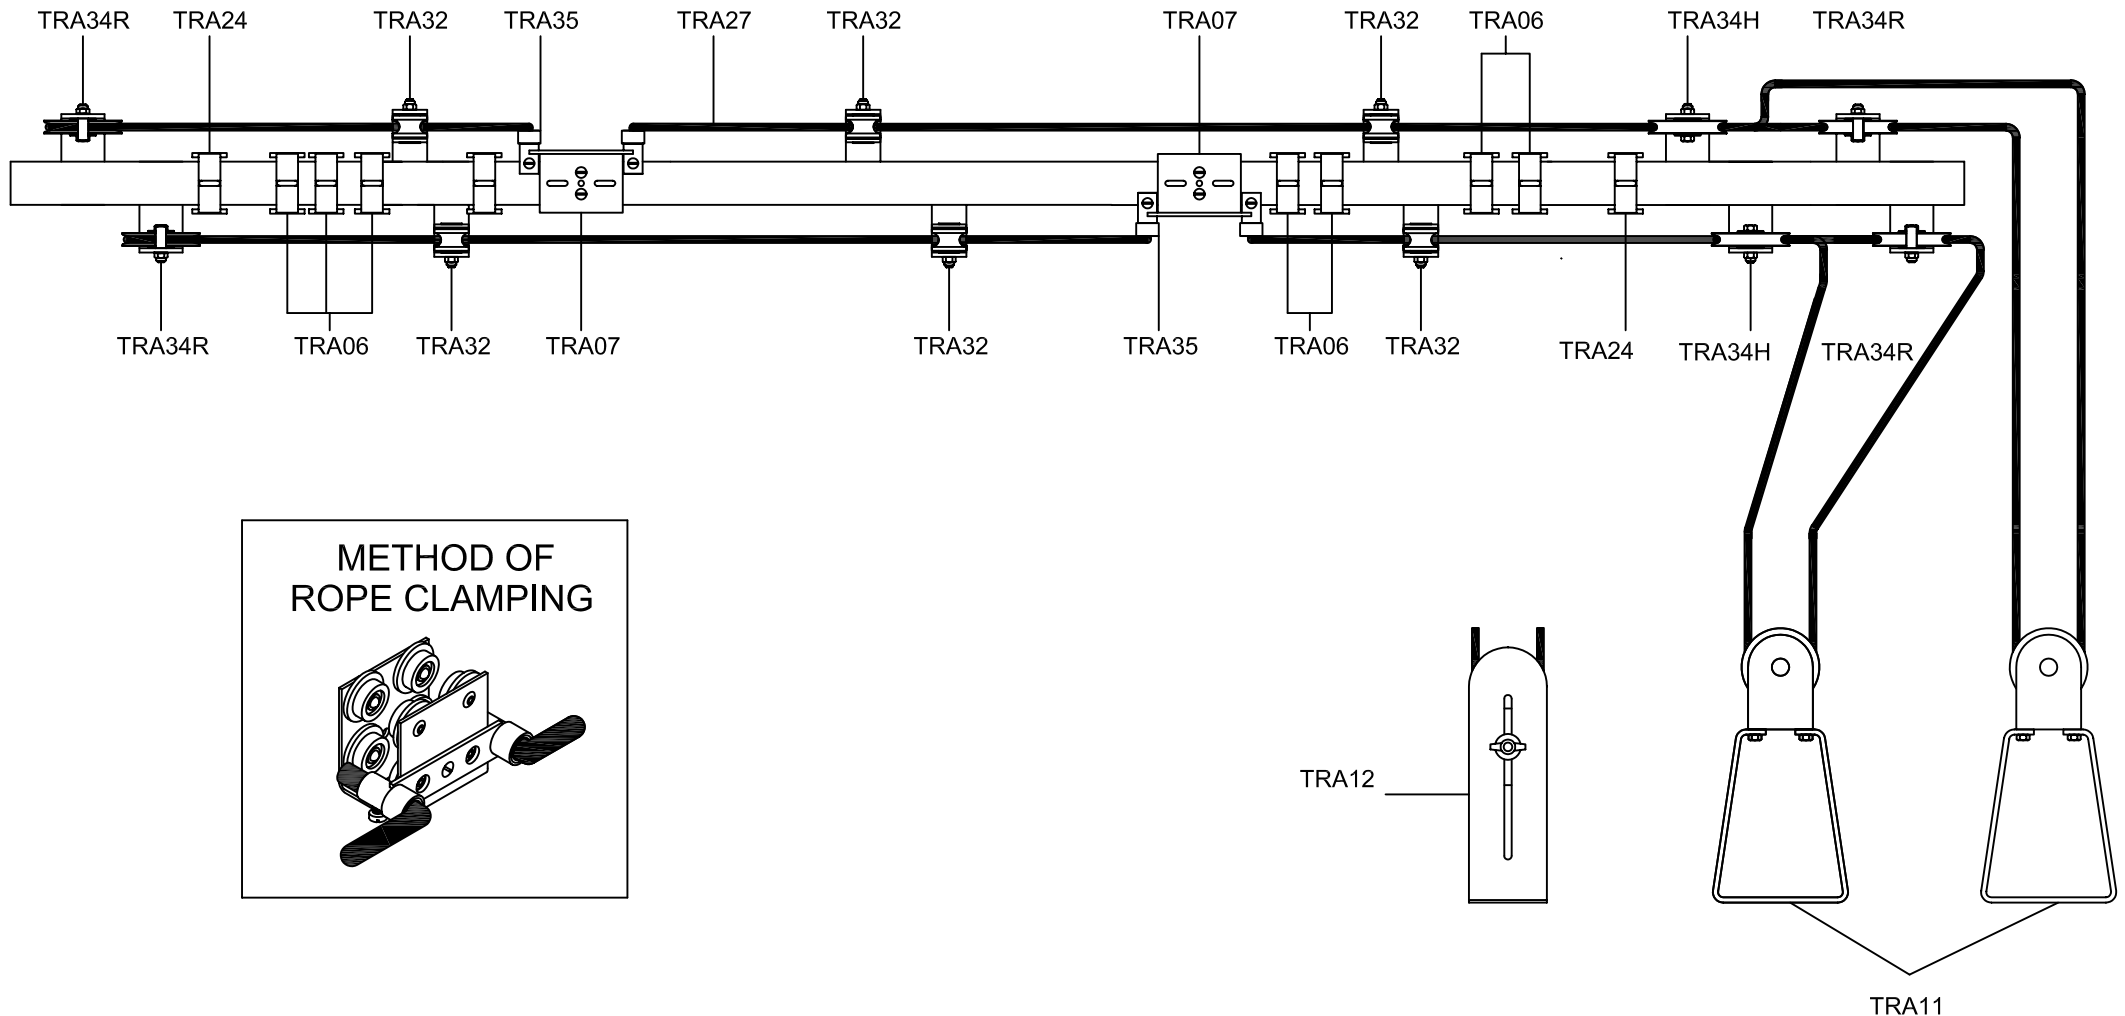 TRA34R TRA24 TRA32 TRA35 TRA27 TRA32 TRA07 TRA32 TRA06 TRA34H TRA34R
TRA34R TRA06 TRA32 TRA07 TRA32 TRA35 TRA06 TRA32 TRA24 TRA34H TRA34R
METHOD OF
ROPE CLAMPING
TRA12
TRA11